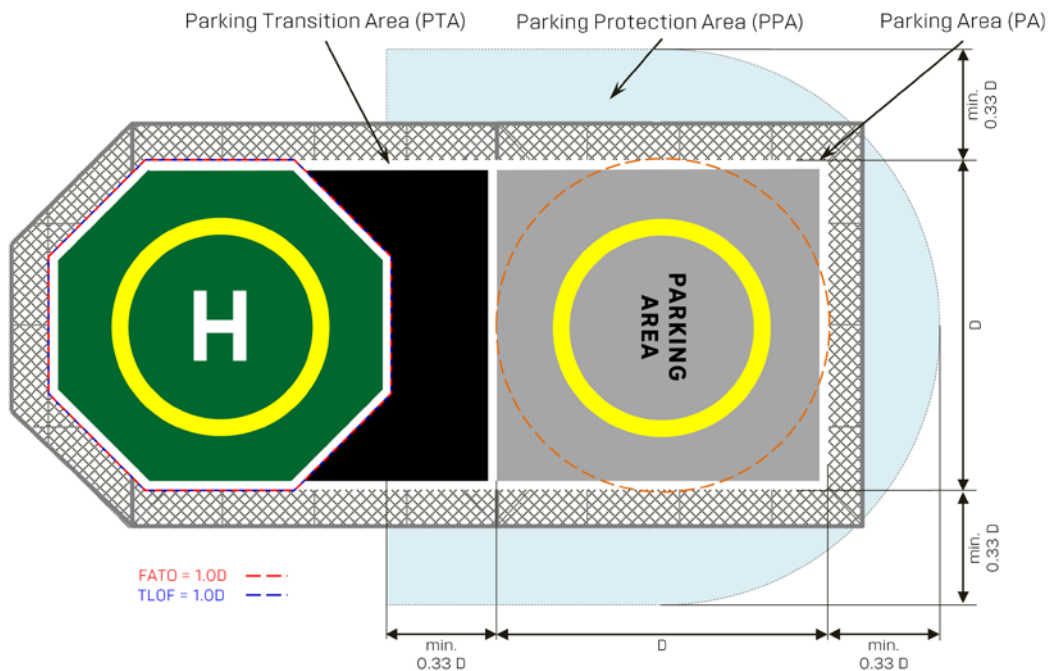 Parking Transition Area (PTA)
Parking Protection Area (PPA)
Parking Area (PA)
min.
0.33 D
H
PARKING
AREA
D
min.
0.33 D
FATO = 1.0D
TLOF = 1.0D
min.
0.33 D
D
min.
0.33 D